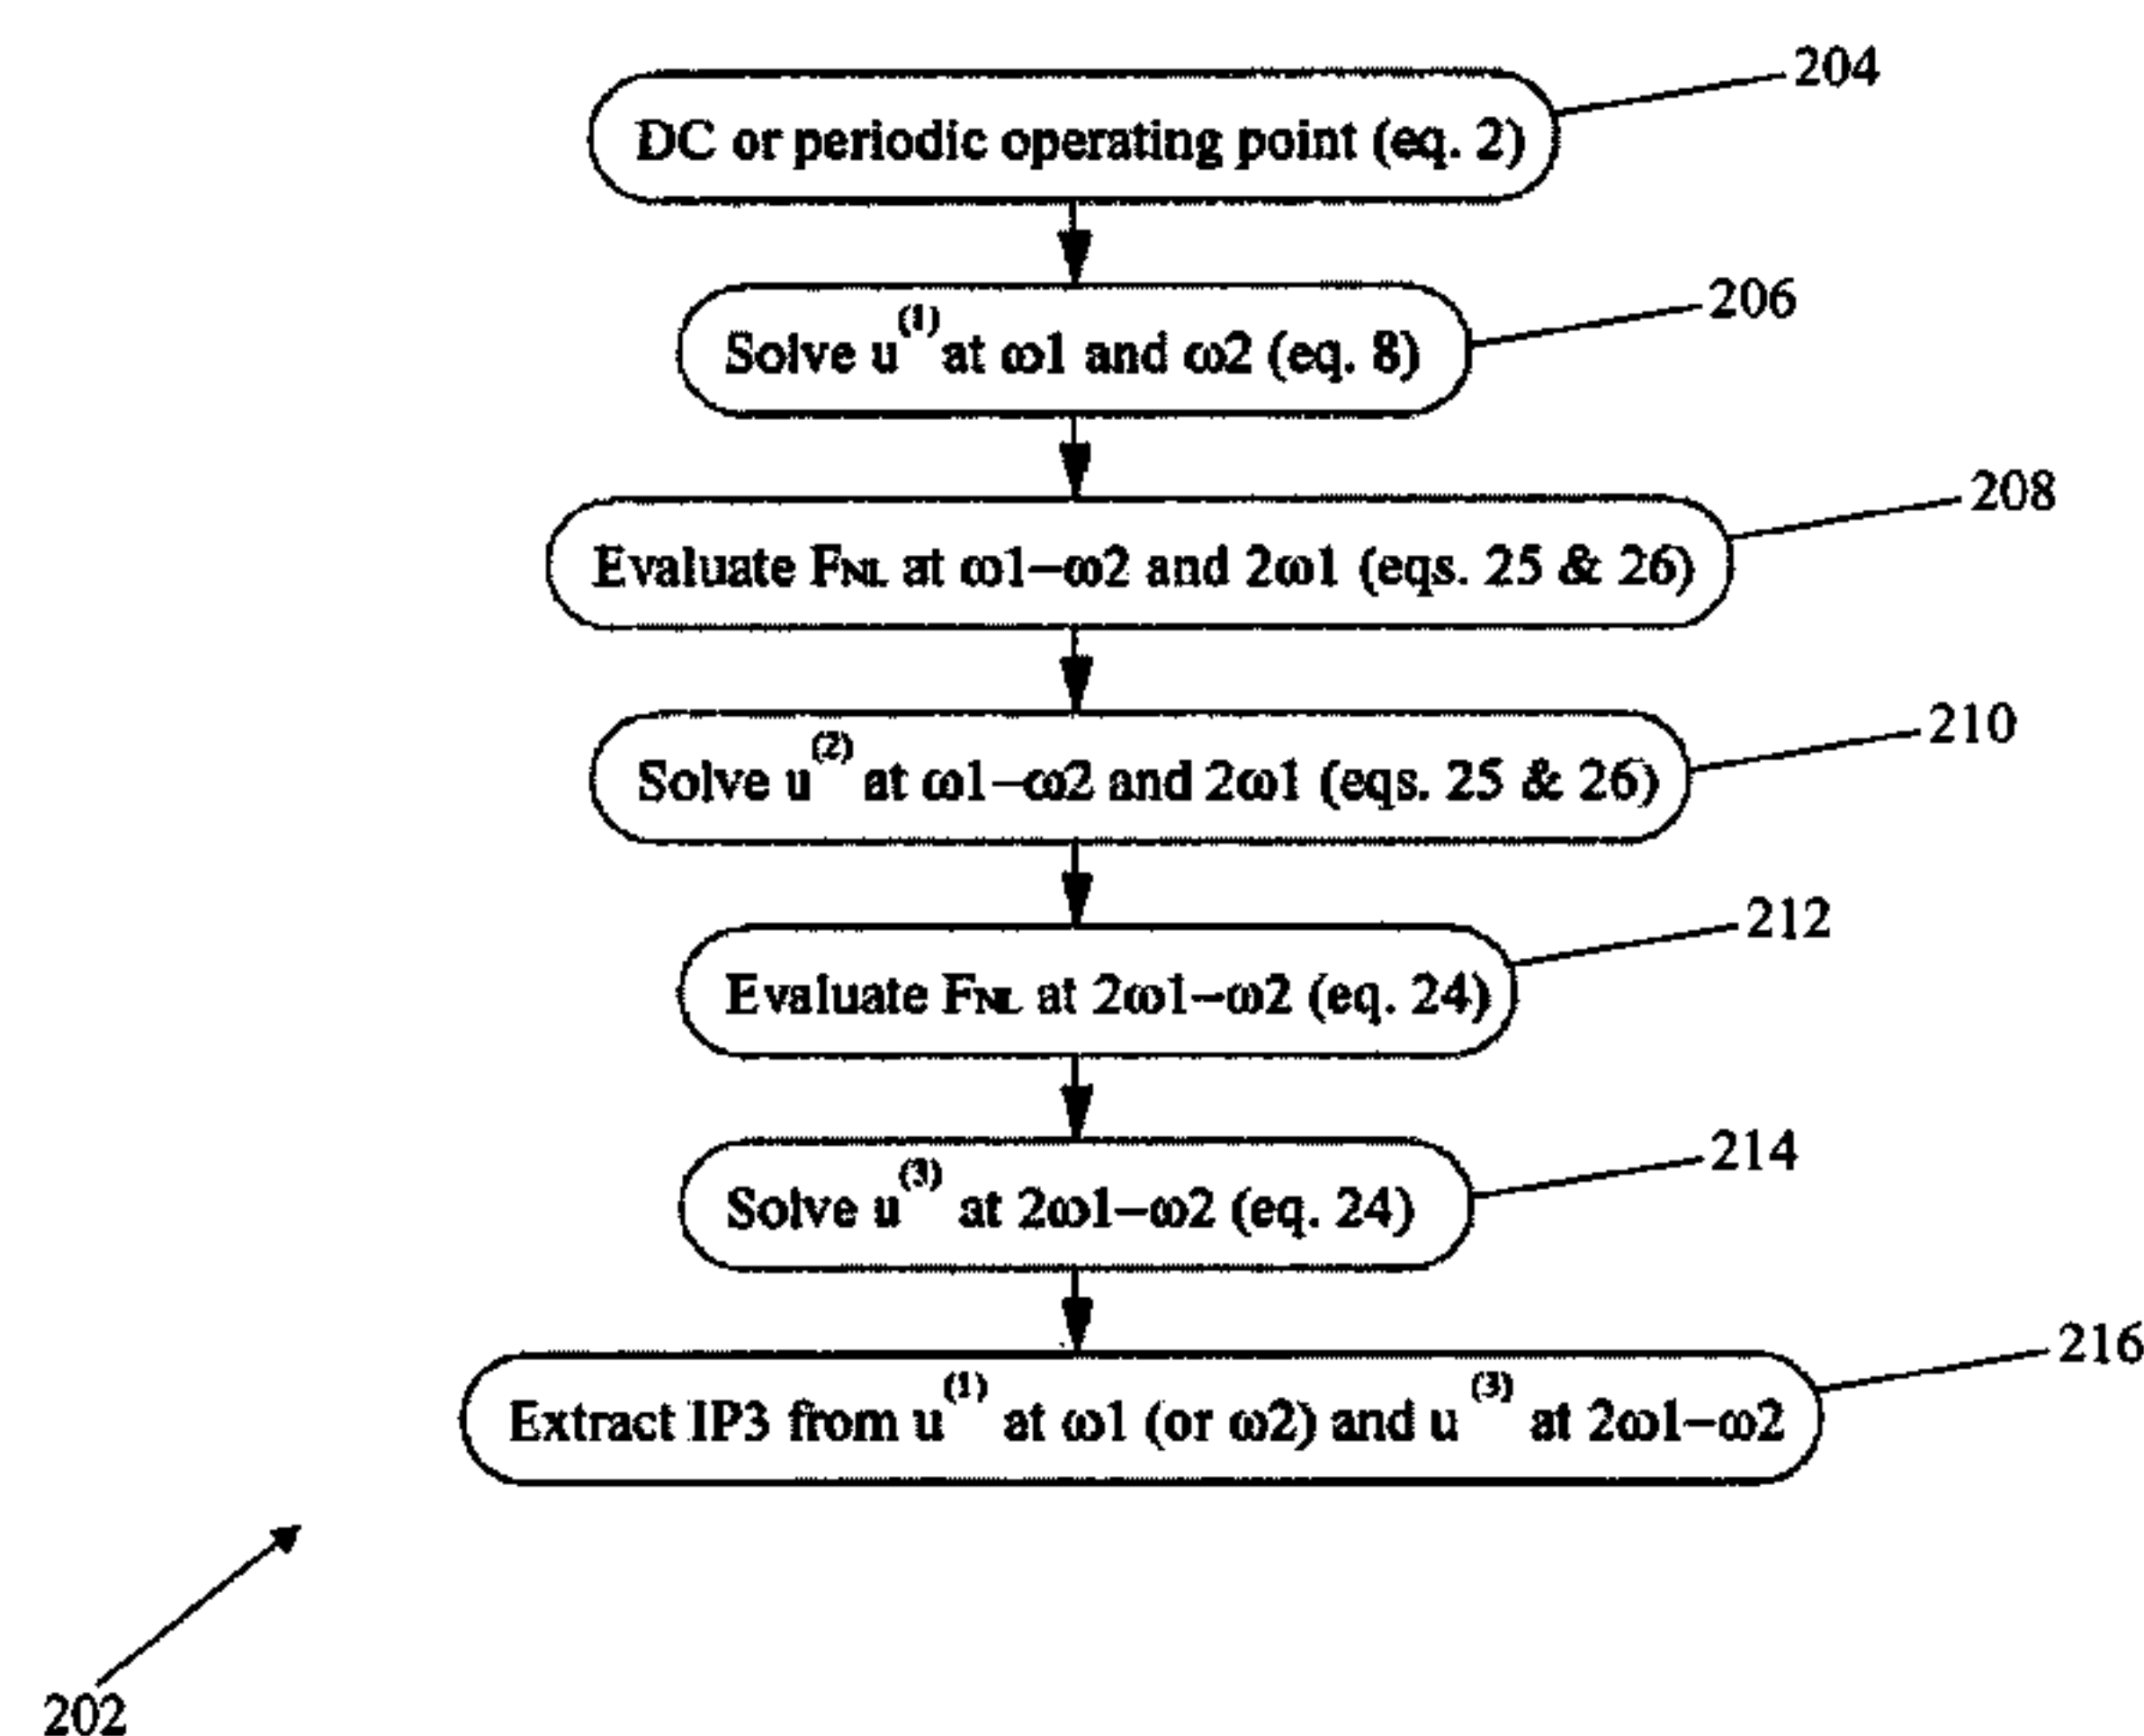 204
DC or periodic operating point (eq. 2)
206
Solve u⁽¹⁾ at ω1 and ω2 (eq. 8)
208
Evaluate FNL at ω1–ω2 and 2ω1 (eqs. 25 & 26)
210
Solve u⁽²⁾ at ω1–ω2 and 2ω1 (eqs. 25 & 26)
212
Evaluate FNL at 2ω1–ω2 (eq. 24)
214
Solve u⁽³⁾ at 2ω1–ω2 (eq. 24)
216
Extract IP3 from u⁽¹⁾ at ω1 (or ω2) and u⁽³⁾ at 2ω1–ω2
202